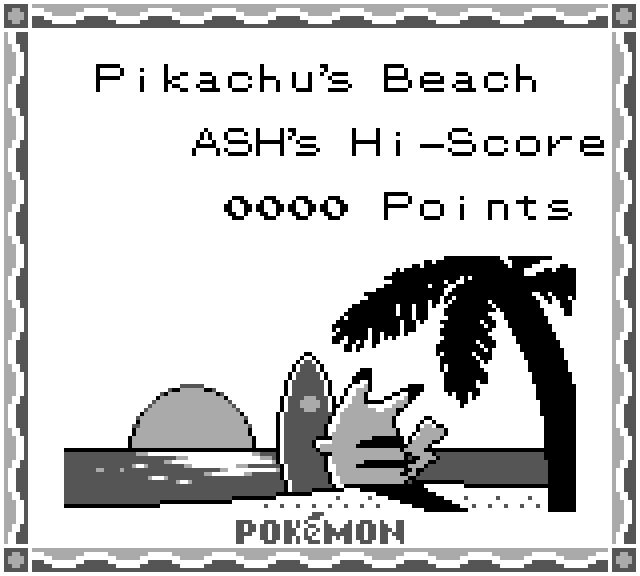 Pikachu's Beach
ASH's Hi-Score
0000 Points
POKéMON